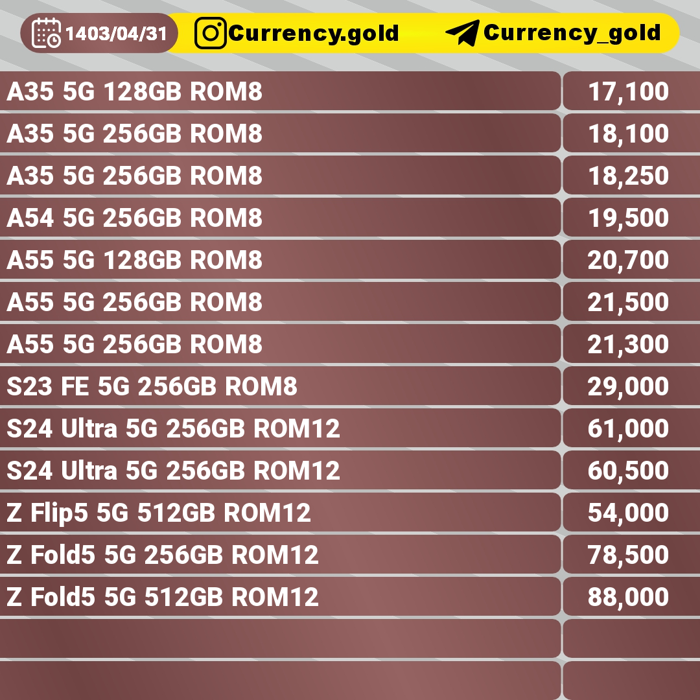 1403/04/31 Currency.gold Currency_gold
A35 5G 128GB ROM8 17,100
A35 5G 256GB ROM8 18,100
A35 5G 256GB ROM8 18,250
A54 5G 256GB ROM8 19,500
A55 5G 128GB ROM8 20,700
A55 5G 256GB ROM8 21,500
A55 5G 256GB ROM8 21,300
S23 FE 5G 256GB ROM8 29,000
S24 Ultra 5G 256GB ROM12 61,000
S24 Ultra 5G 256GB ROM12 60,500
Z Flip5 5G 512GB ROM12 54,000
Z Fold5 5G 256GB ROM12 78,500
Z Fold5 5G 512GB ROM12 88,000